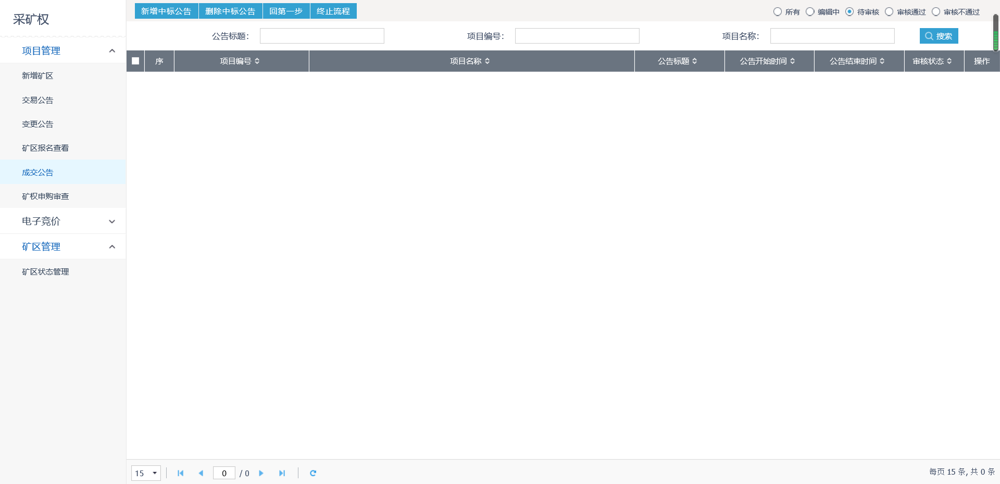 采矿权
项目管理
新增矿区
交易公告
变更公告
矿区报名查看
成交公告
矿权申购审查
电子竞价
矿区管理
矿区状态管理
新增中标公告 删除中标公告 回第一步 终止流程
所有 编辑中 待审核 审核通过 审核不通过
公告标题： 项目编号： 项目名称： 搜索
序 项目编号 项目名称 公告标题 公告开始时间 公告结束时间 审核状态 操作
15 0 / 0 每页 15 条, 共 0 条